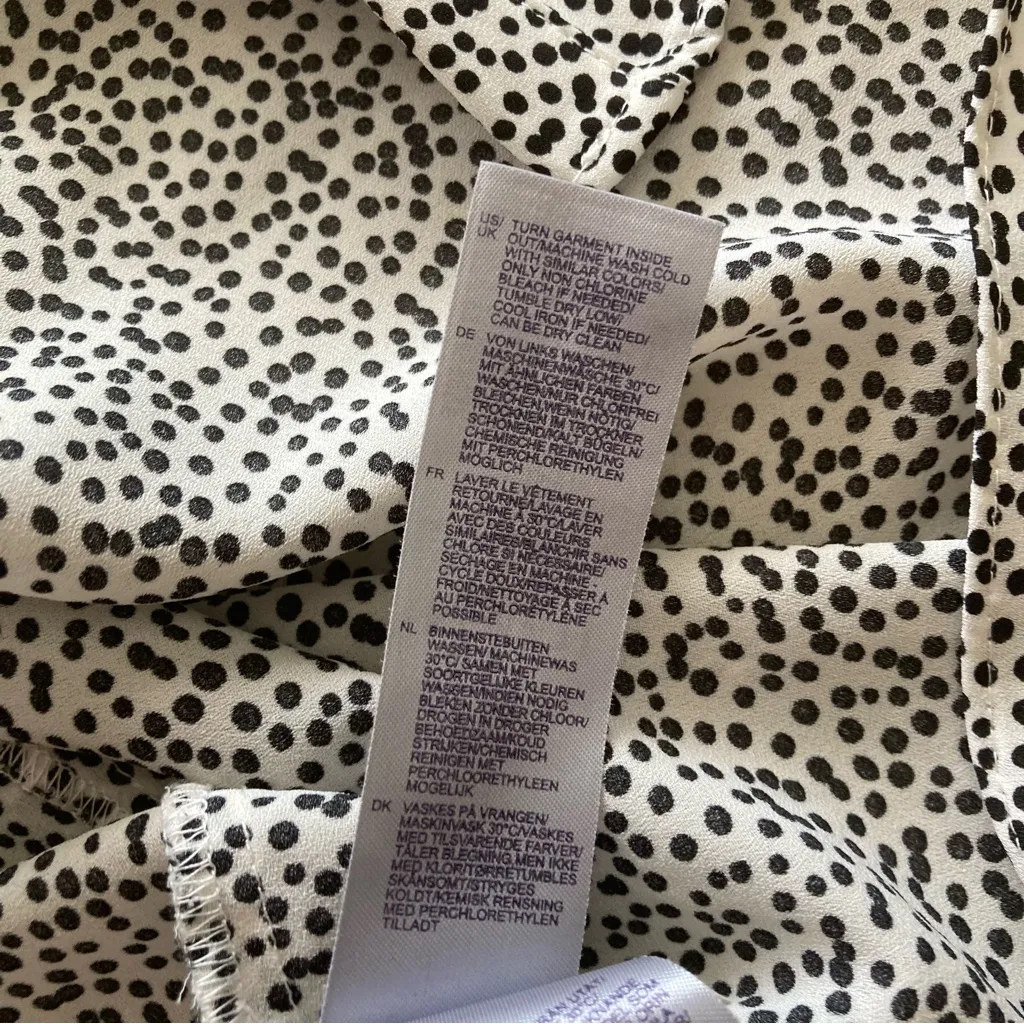 US/ TURN GARMENT INSIDE
UK OUT/MACHINE WASH COLD
WITH SIMILAR COLORS/
ONLY NON CHLORINE
BLEACH IF NEEDED/
TUMBLE DRY LOW/
COOL IRON IF NEEDED/
CAN BE DRY CLEAN
DE VON LINKS WASCHEN/
MASCHINENWÄSCHE 30°C/
MIT ÄHNLICHEN FARBEN
WASCHEN/NUR CALORFREI
BLEICHEN WENN NÖTIG/
TROCKNEN IM TROCKNER
SCHONEND/KALT BÜGELN/
CHEMISCHE REINIGUNG
MIT PERCHLORETHYLEN
MÖGLICH
FR LAVER LE VÊTEMENT
RETOURNE/LAVAGE EN
MACHINE À 30°C/LAVER
AVEC DES COULEURS
SIMILAIRES/BLANCHIR SANS
CHLORE SI NÉCESSAIRE/
SECHAGE EN MACHINE -
CYCLE DOUX/REPASSER A
FROID/NETTOYAGE À SEC
AU PERCHLORETYLÈNE
POSSIBLE
NL BINNENSTEBUITEN
WASSEN/ MACHINEWAS
30°C/ SAMEN MET
SOORTGELIJKE KLEUREN
WASSEN/INDIEN NODIG
BLEKEN ZONDER CHLOOR/
DROGEN IN DROGER
BEHOEDZAAM/KOUD
STRIJKEN/CHEMISCH
REINIGEN MET
PERCHLOORETHYLEEN
MOGELIJK
DK VASKES PÅ VRANGEN/
MASKINVASK 30°C/VASKES
MED TILSVARENDE FARVER/
TÅLER BLEGNING,MEN IKKE
MED KLOR/TØRRETUMBLES
SKÅNSOMT/STRYGES
KOLDT/KEMISK RENSNING
MED PERCHLORETHYLEN
TILLADT